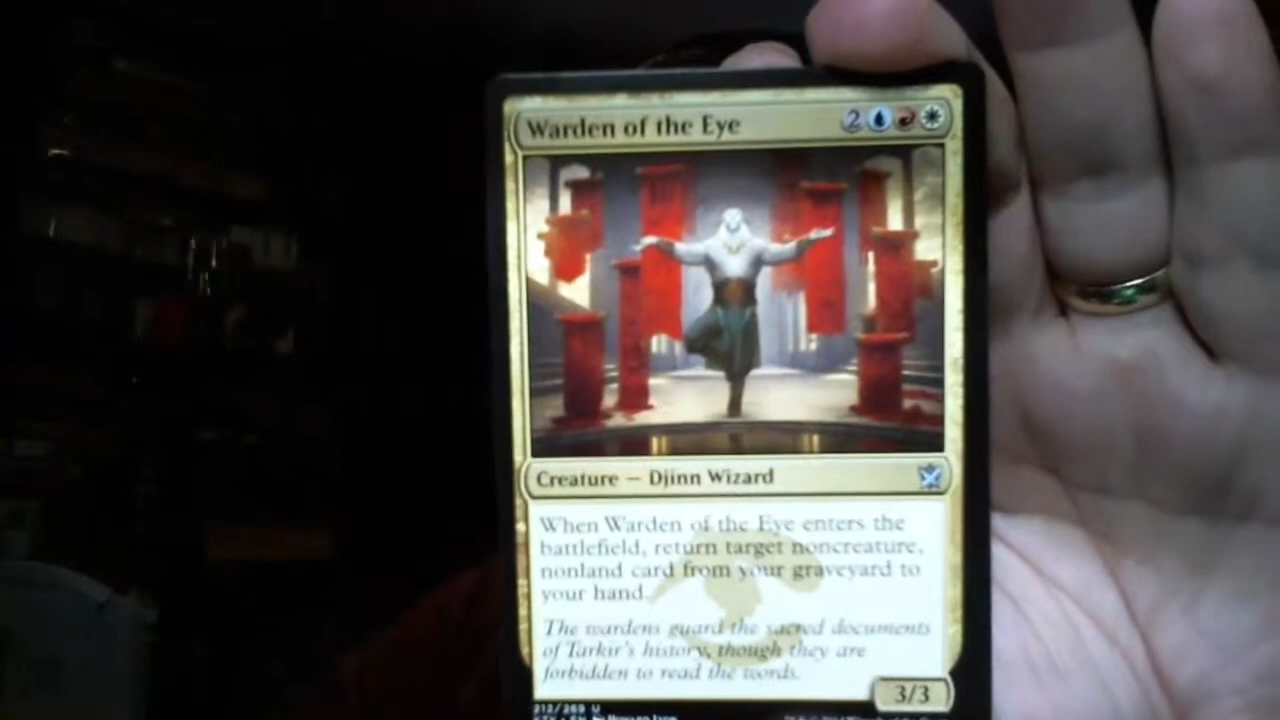 Warden of the Eye 2
Creature — Djinn Wizard
When Warden of the Eye enters the
battlefield, return target noncreature,
nonland card from your graveyard to
your hand.
The wardens guard the sacred documents
of Tarkir's history, though they are
forbidden to read the words.
3/3
212/269 U